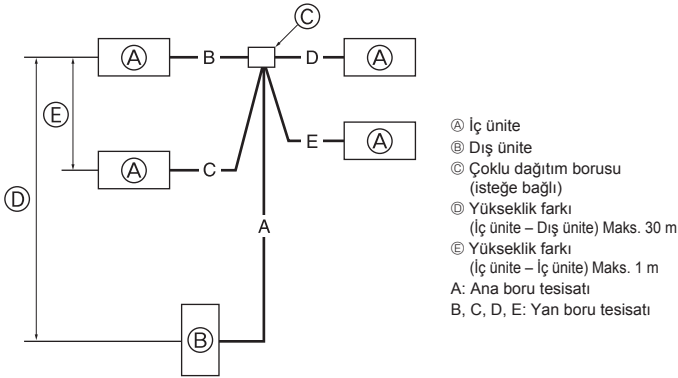 Ⓒ
Ⓐ B D Ⓐ
Ⓔ
Ⓐ C E Ⓐ
Ⓓ
A
Ⓑ
Ⓐ İç ünite
Ⓑ Dış ünite
Ⓒ Çoklu dağıtım borusu
(isteğe bağlı)
Ⓓ Yükseklik farkı
(İç ünite – Dış ünite) Maks. 30 m
Ⓔ Yükseklik farkı
(İç ünite – İç ünite) Maks. 1 m
A: Ana boru tesisatı
B, C, D, E: Yan boru tesisatı